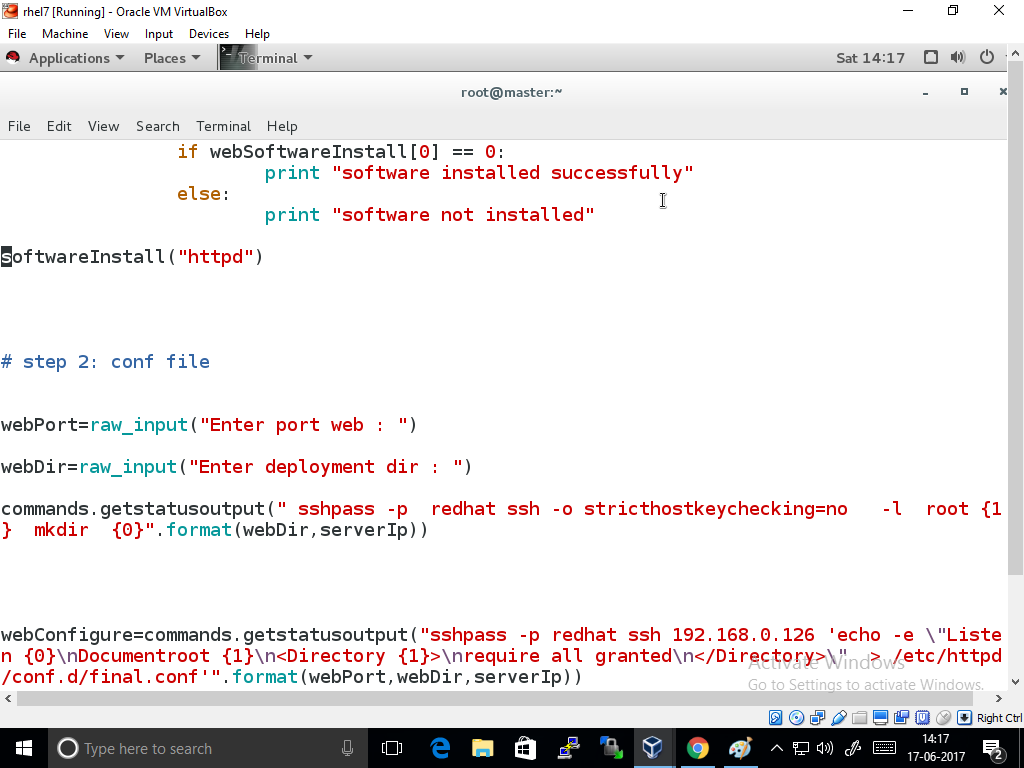 rhel7 [Running] - Oracle VM VirtualBox
File Machine View Input Devices Help
Applications Places Terminal Sat 14:17
root@master:~
File Edit View Search Terminal Help
if webSoftwareInstall[0] == 0:
print "software installed successfully"
else:
print "software not installed"
softwareInstall("httpd")
# step 2: conf file
webPort=raw_input("Enter port web : ")
webDir=raw_input("Enter deployment dir : ")
commands.getstatusoutput(" sshpass -p  redhat ssh -o stricthostkeychecking=no   -l  root {1
}  mkdir  {0}".format(webDir,serverIp))
webConfigure=commands.getstatusoutput("sshpass -p redhat ssh 192.168.0.126 'echo -e \"Liste
n {0}\nDocumentroot {1}\n<Directory {1}>\nrequire all granted\n</Directory>\"  > /etc/httpd
/conf.d/final.conf'".format(webPort,webDir,serverIp))
Activate Windows
Go to Settings to activate Windows.
Right Ctrl
Type here to search
14:17
17-06-2017
2